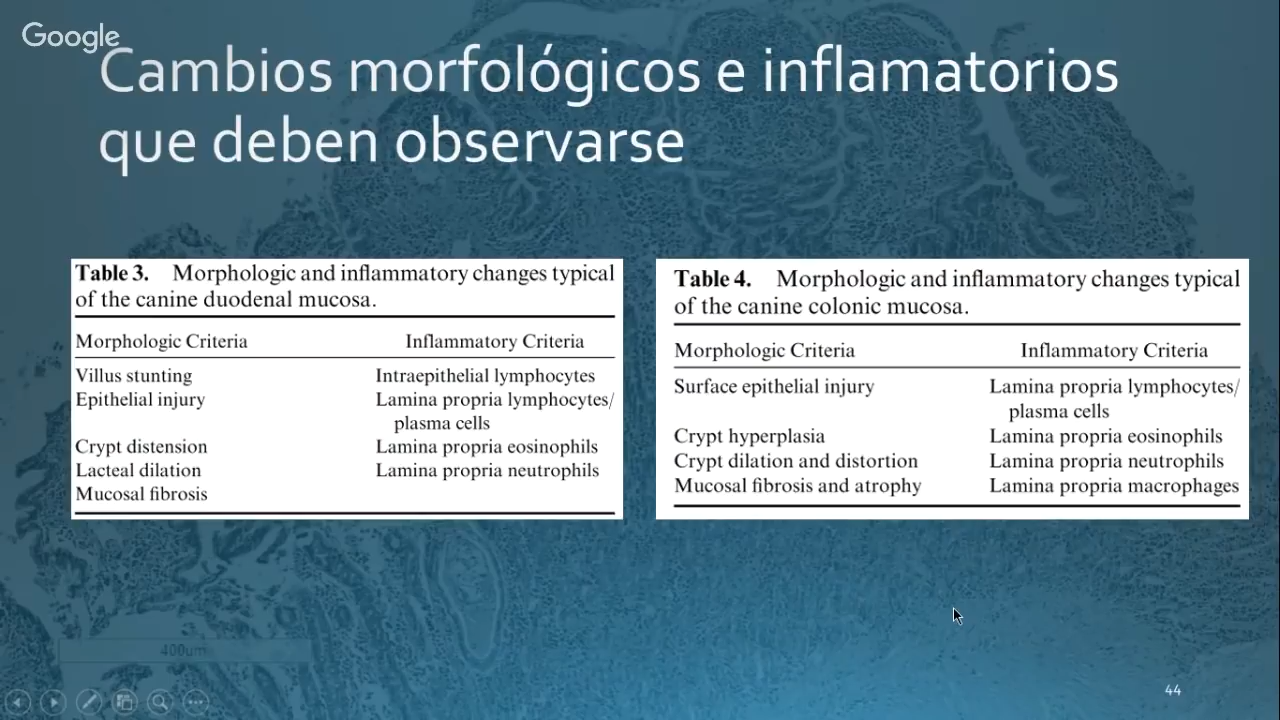 Google
Cambios morfológicos e inflamatorios
que deben observarse
Table 3. Morphologic and inflammatory changes typical
of the canine duodenal mucosa.
Morphologic Criteria Inflammatory Criteria
Villus stunting Intraepithelial lymphocytes
Epithelial injury Lamina propria lymphocytes/
plasma cells
Crypt distension Lamina propria eosinophils
Lacteal dilation Lamina propria neutrophils
Mucosal fibrosis
Table 4. Morphologic and inflammatory changes typical
of the canine colonic mucosa.
Morphologic Criteria Inflammatory Criteria
Surface epithelial injury Lamina propria lymphocytes/
plasma cells
Crypt hyperplasia Lamina propria eosinophils
Crypt dilation and distortion Lamina propria neutrophils
Mucosal fibrosis and atrophy Lamina propria macrophages
400um
44